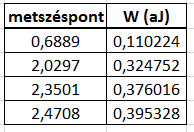 metszéspont W (aJ)
0,6889 0,110224
2,0297 0,324752
2,3501 0,376016
2,4708 0,395328